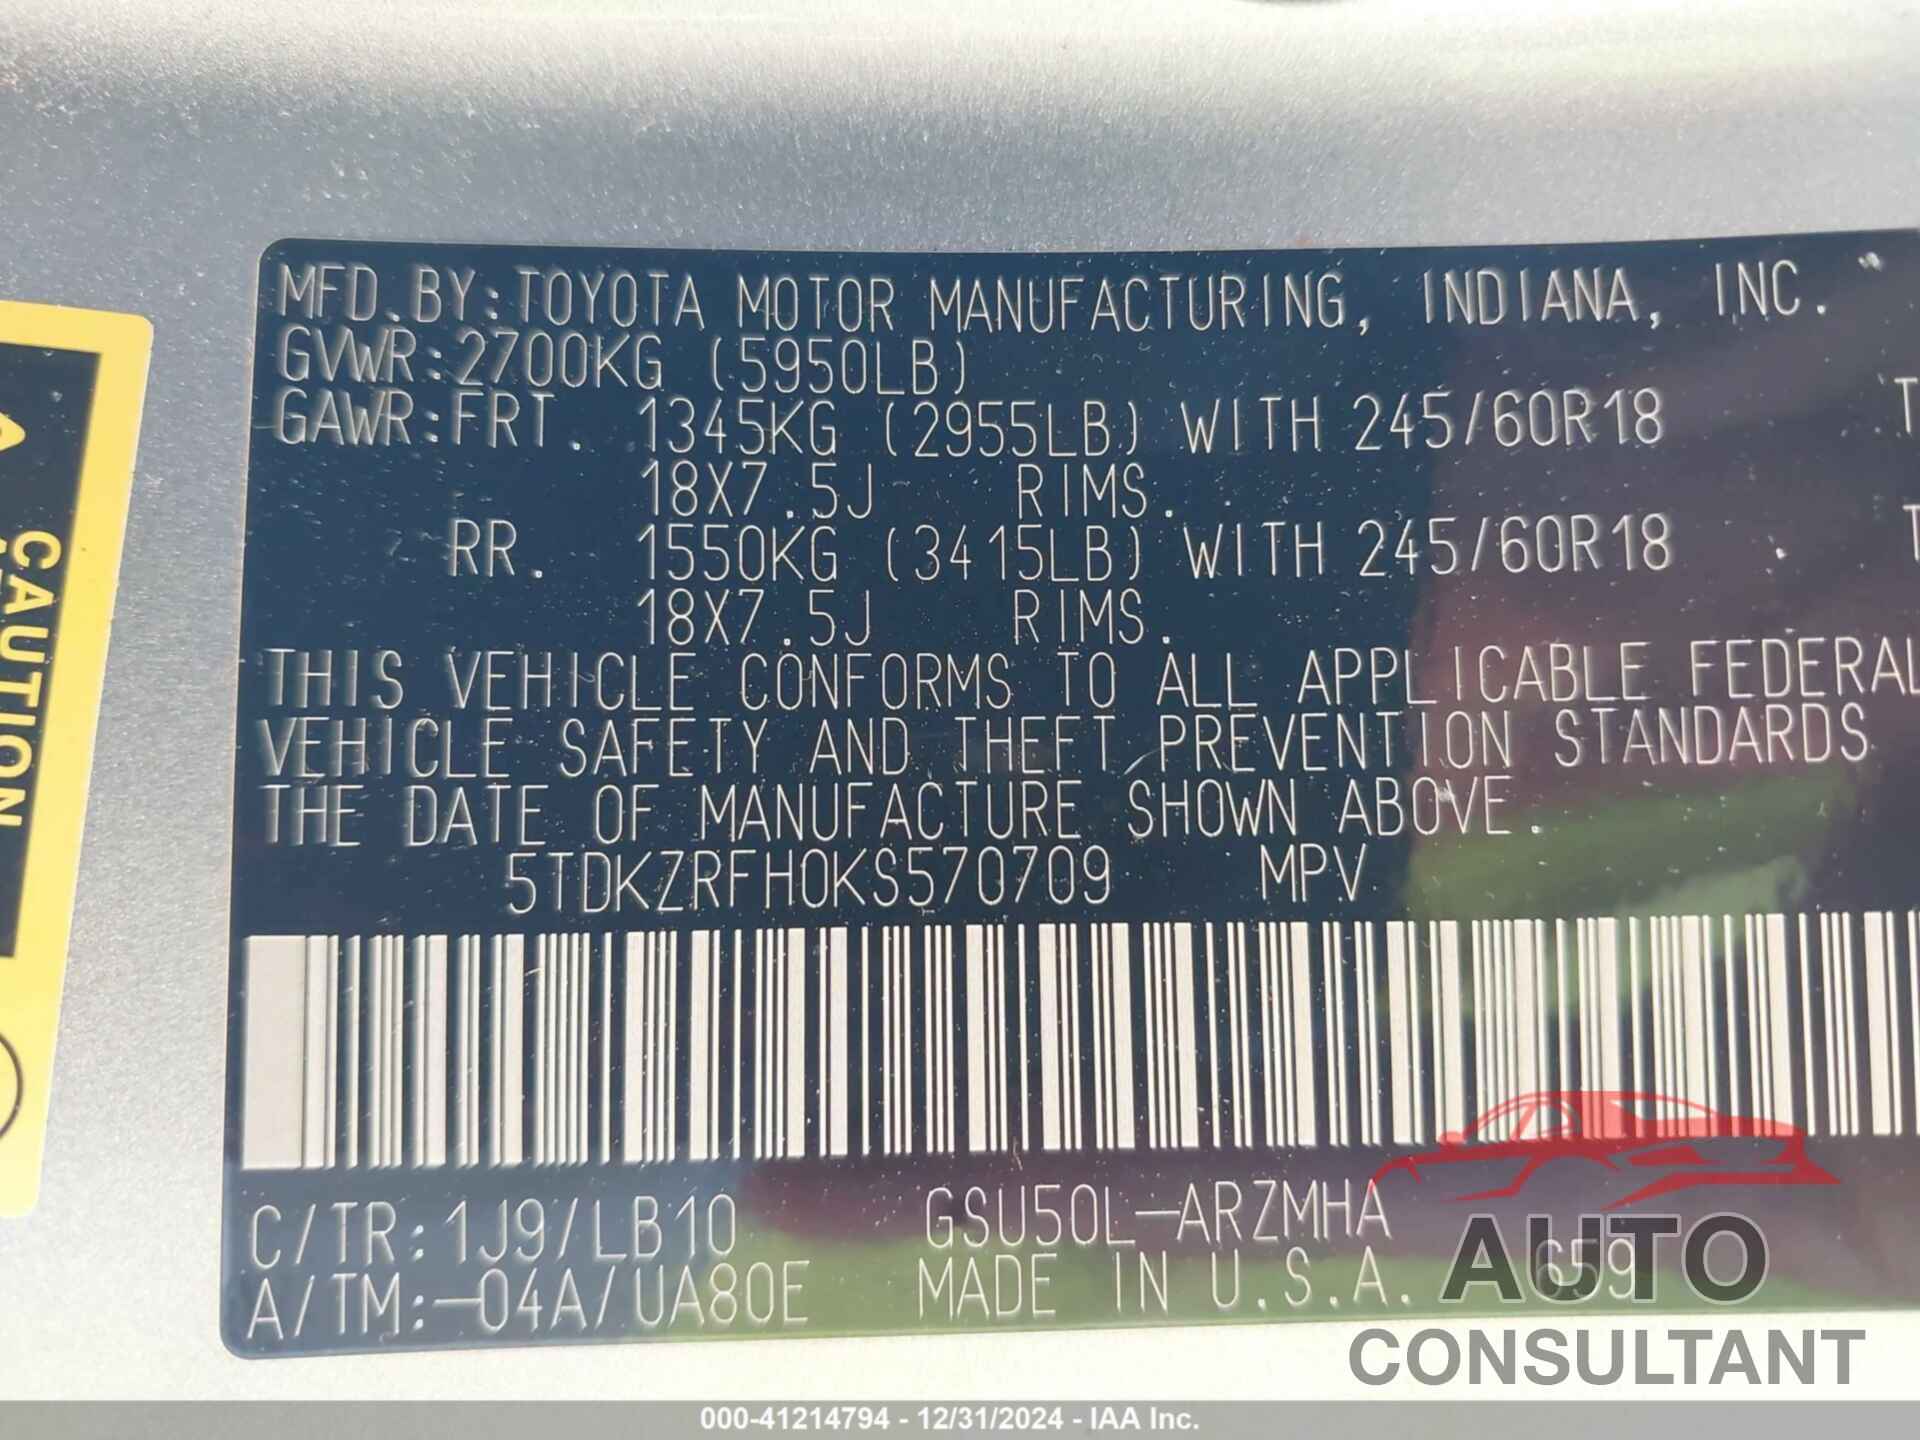 MFD.BY:TOYOTA MOTOR MANUFACTURING, INDIANA, INC.
GVWR:2700KG (5950LB)
GAWR:FRT. 1345KG (2955LB) WITH 245/60R18 T
18X7.5J RIMS.
RR. 1550KG (3415LB) WITH 245/60R18 T
18X7.5J RIMS.
THIS VEHICLE CONFORMS TO ALL APPLICABLE FEDERAL
VEHICLE SAFETY AND THEFT PREVENTION STANDARDS
THE DATE OF MANUFACTURE SHOWN ABOVE.
5TDKZRFH0KS570709 MPV
C/TR:1J9/LB10 GSU50L-ARZMHA
A/TM:-04A/UA80E MADE IN U.S.A. 659
CAUTION
AUTO
CONSULTANT
000-41214794 - 12/31/2024 - IAA Inc.